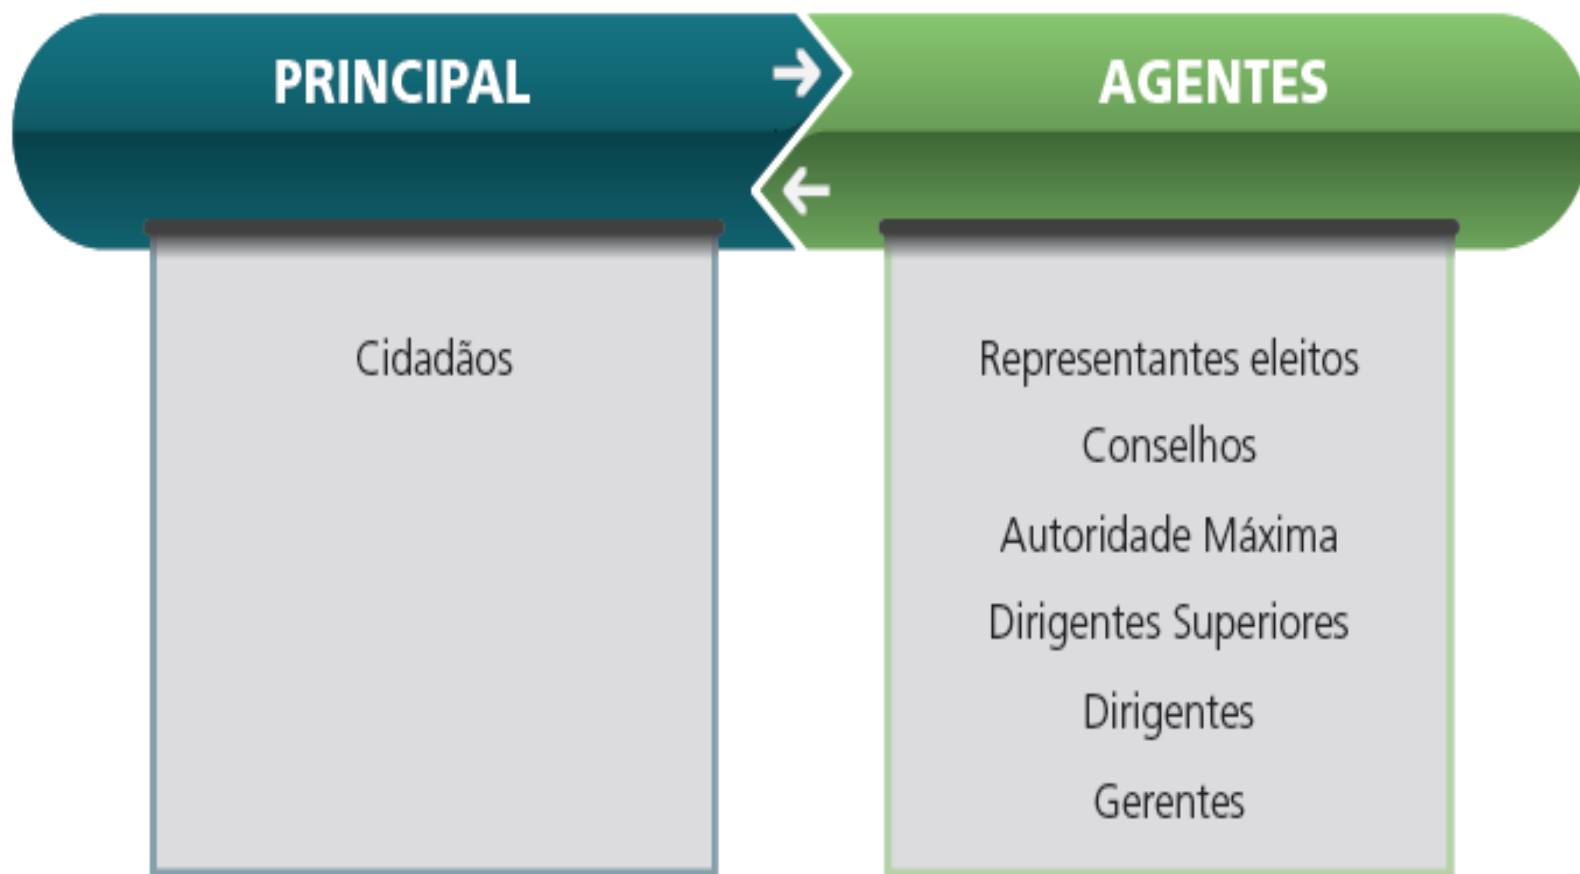 PRINCIPAL
AGENTES
Cidadãos
Representantes eleitos
Conselhos
Autoridade Máxima
Dirigentes Superiores
Dirigentes
Gerentes